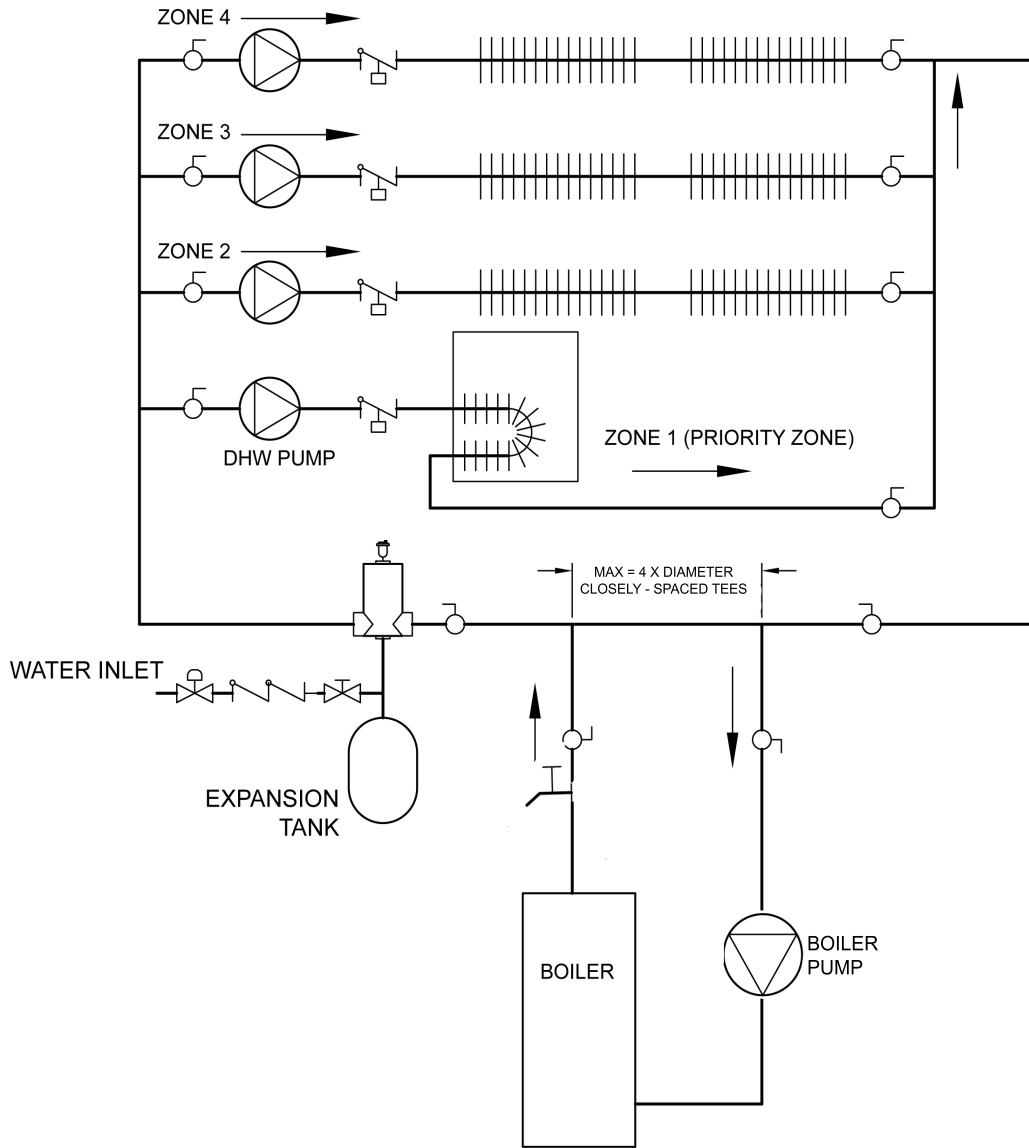 ZONE 4
ZONE 3
ZONE 2
DHW PUMP
ZONE 1 (PRIORITY ZONE)
MAX = 4 X DIAMETER
CLOSELY - SPACED TEES
WATER INLET
EXPANSION
TANK
BOILER
BOILER
PUMP